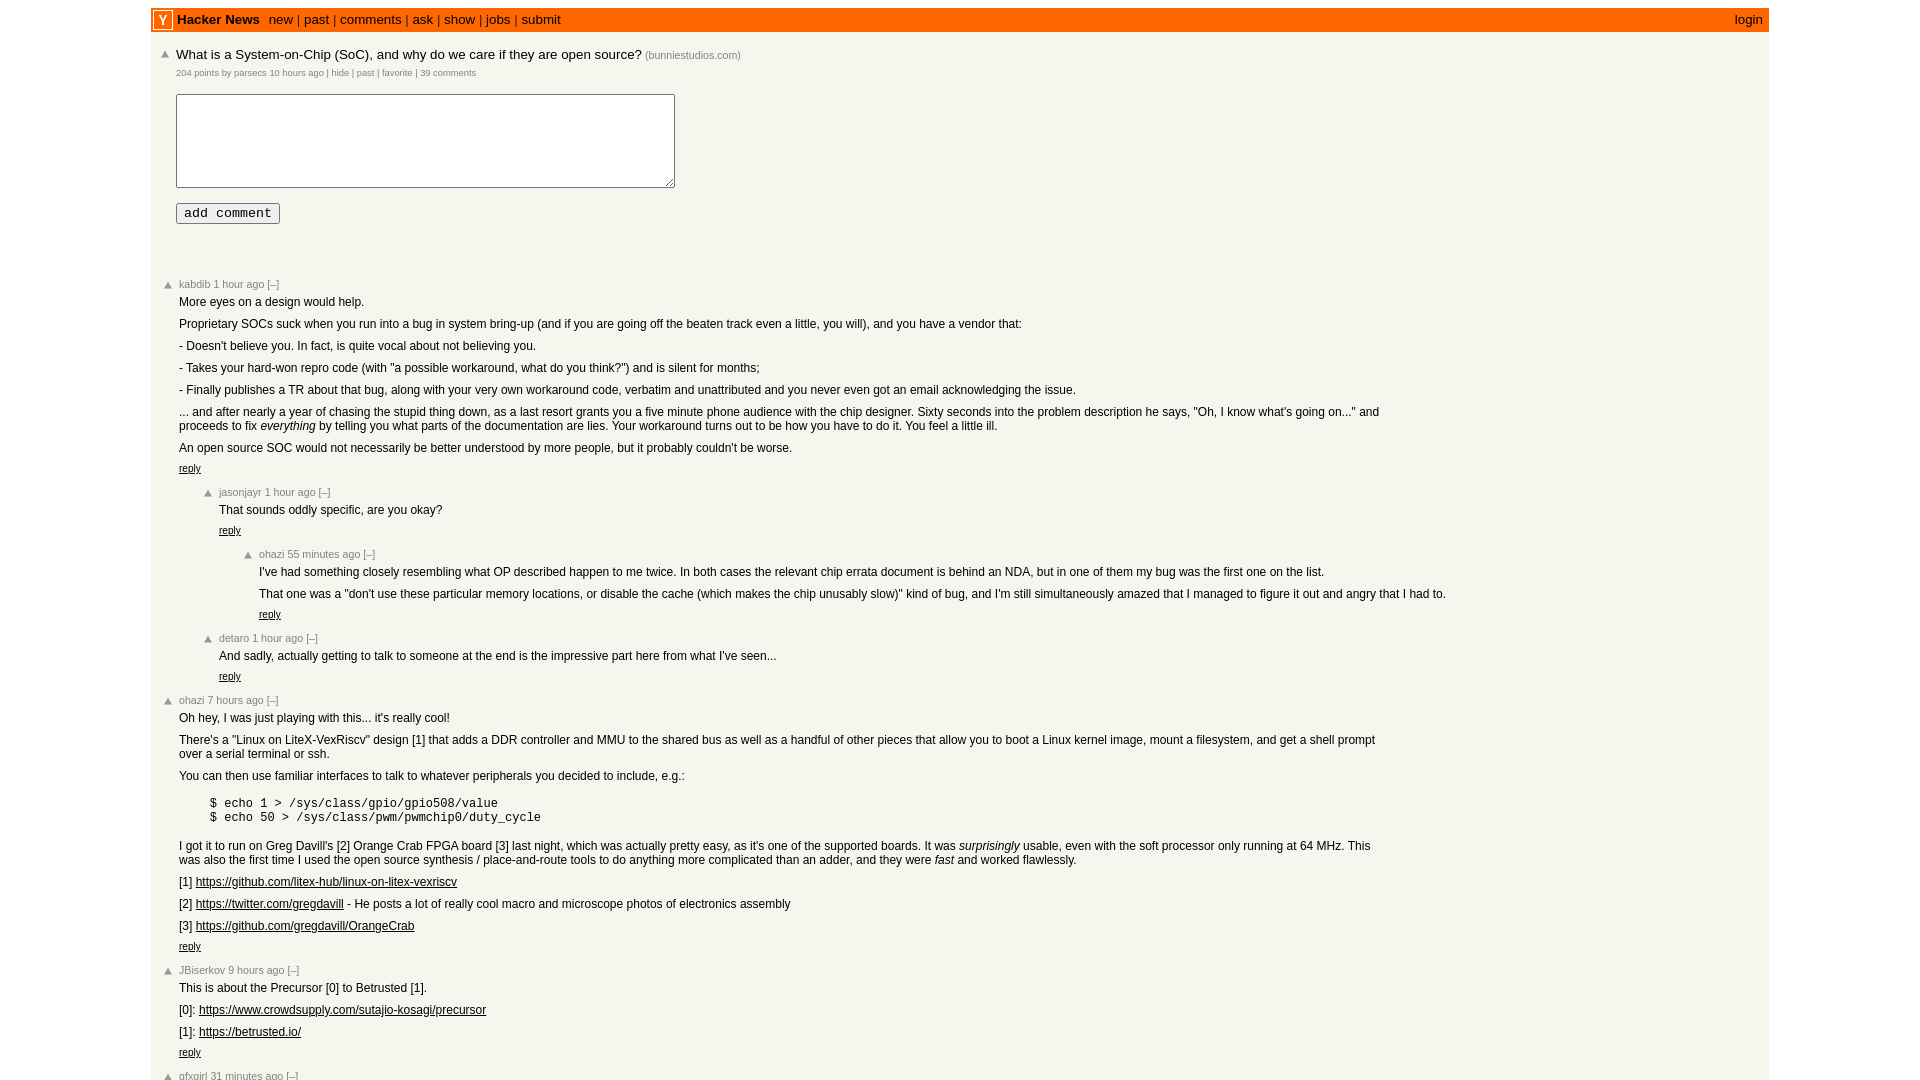 Y Hacker News new | past | comments | ask | show | jobs | submit login
What is a System-on-Chip (SoC), and why do we care if they are open source? (bunniestudios.com)
204 points by parsecs 10 hours ago | hide | past | favorite | 39 comments
add comment
kabdib 1 hour ago [–]
More eyes on a design would help.
Proprietary SOCs suck when you run into a bug in system bring-up (and if you are going off the beaten track even a little, you will), and you have a vendor that:
- Doesn't believe you. In fact, is quite vocal about not believing you.
- Takes your hard-won repro code (with "a possible workaround, what do you think?") and is silent for months;
- Finally publishes a TR about that bug, along with your very own workaround code, verbatim and unattributed and you never even got an email acknowledging the issue.
... and after nearly a year of chasing the stupid thing down, as a last resort grants you a five minute phone audience with the chip designer. Sixty seconds into the problem description he says, "Oh, I know what's going on..." and
proceeds to fix everything by telling you what parts of the documentation are lies. Your workaround turns out to be how you have to do it. You feel a little ill.
An open source SOC would not necessarily be better understood by more people, but it probably couldn't be worse.
reply
jasonjayr 1 hour ago [–]
That sounds oddly specific, are you okay?
reply
ohazi 55 minutes ago [–]
I've had something closely resembling what OP described happen to me twice. In both cases the relevant chip errata document is behind an NDA, but in one of them my bug was the first one on the list.
That one was a "don't use these particular memory locations, or disable the cache (which makes the chip unusably slow)" kind of bug, and I'm still simultaneously amazed that I managed to figure it out and angry that I had to.
reply
detaro 1 hour ago [–]
And sadly, actually getting to talk to someone at the end is the impressive part here from what I've seen...
reply
ohazi 7 hours ago [–]
Oh hey, I was just playing with this... it's really cool!
There's a "Linux on LiteX-VexRiscv" design [1] that adds a DDR controller and MMU to the shared bus as well as a handful of other pieces that allow you to boot a Linux kernel image, mount a filesystem, and get a shell prompt
over a serial terminal or ssh.
You can then use familiar interfaces to talk to whatever peripherals you decided to include, e.g.:
$ echo 1 > /sys/class/gpio/gpio508/value
$ echo 50 > /sys/class/pwm/pwmchip0/duty_cycle
I got it to run on Greg Davill's [2] Orange Crab FPGA board [3] last night, which was actually pretty easy, as it's one of the supported boards. It was surprisingly usable, even with the soft processor only running at 64 MHz. This
was also the first time I used the open source synthesis / place-and-route tools to do anything more complicated than an adder, and they were fast and worked flawlessly.
[1] https://github.com/litex-hub/linux-on-litex-vexriscv
[2] https://twitter.com/gregdavill - He posts a lot of really cool macro and microscope photos of electronics assembly
[3] https://github.com/gregdavill/OrangeCrab
reply
JBiserkov 9 hours ago [–]
This is about the Precursor [0] to Betrusted [1].
[0]: https://www.crowdsupply.com/sutajio-kosagi/precursor
[1]: https://betrusted.io/
reply
gfxgirl 31 minutes ago [–]